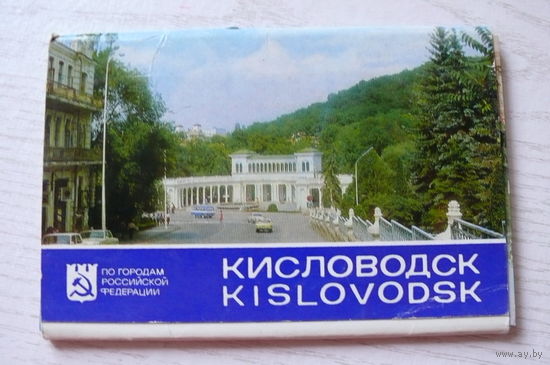 ПО ГОРОДАМ
РОССИЙСКОЙ
ФЕДЕРАЦИИ
КИСЛОВОДСК
KISLOVODSK
www.ay.by